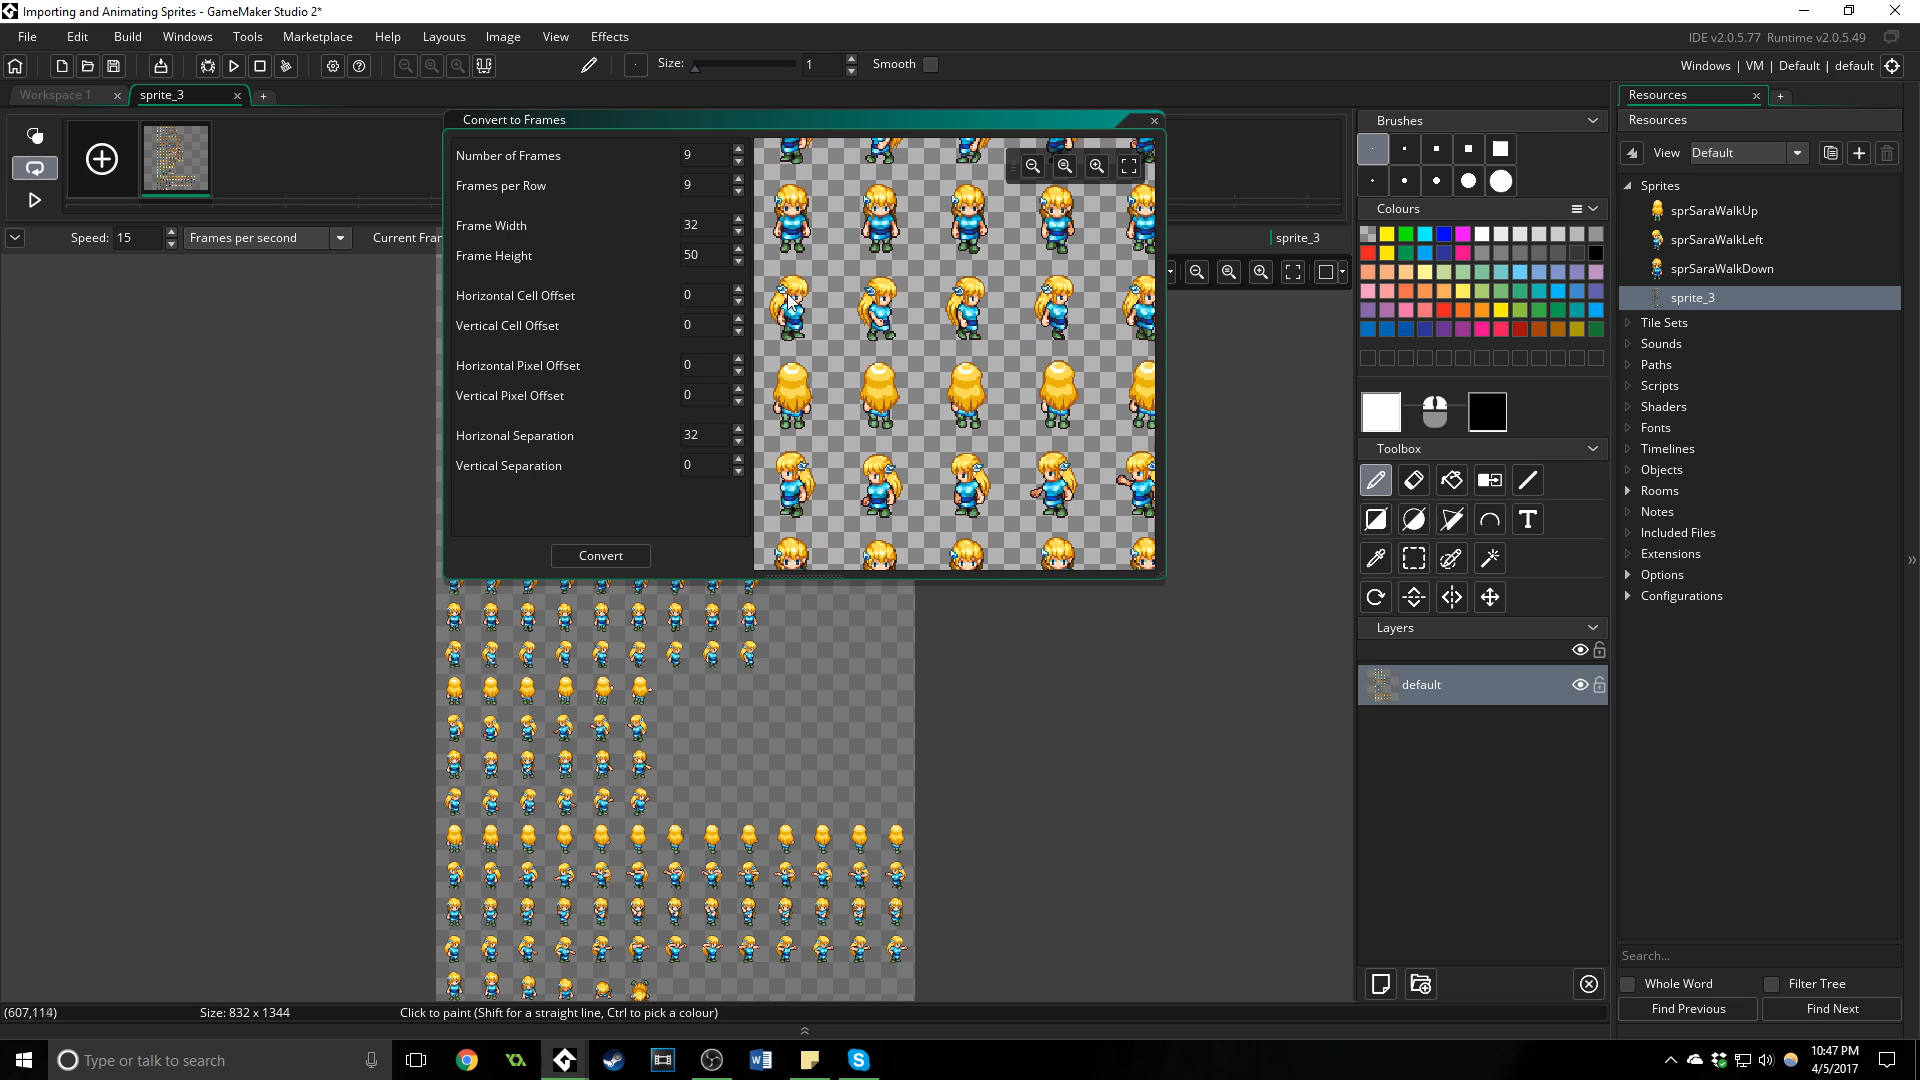 Importing and Animating Sprites - GameMaker Studio 2*
File Edit Build Windows Tools Marketplace Help Layouts Image View Effects
IDE v2.0.5.77 Runtime v2.0.5.49
Size: 1 Smooth
Windows | VM | Default | default
Workspace 1
sprite_3
Convert to Frames
Number of Frames 9
Frames per Row 9
Frame Width 32
Frame Height 50
Horizontal Cell Offset 0
Vertical Cell Offset 0
Horizontal Pixel Offset 0
Vertical Pixel Offset 0
Horizonal Separation 32
Vertical Separation 0
Convert
Speed: 15 Frames per second Current Fra
sprite_3
Brushes
Colours
Toolbox
T
Layers
default
Resources
Resources
View Default
Sprites
sprSaraWalkUp
sprSaraWalkLeft
sprSaraWalkDown
sprite_3
Tile Sets
Sounds
Paths
Scripts
Shaders
Fonts
Timelines
Objects
Rooms
Notes
Included Files
Extensions
Options
Configurations
Search...
Whole Word Filter Tree
Find Previous Find Next
(607,114) Size: 832 x 1344 Click to paint (Shift for a straight line, Ctrl to pick a colour)
Type or talk to search
10:47 PM
4/5/2017